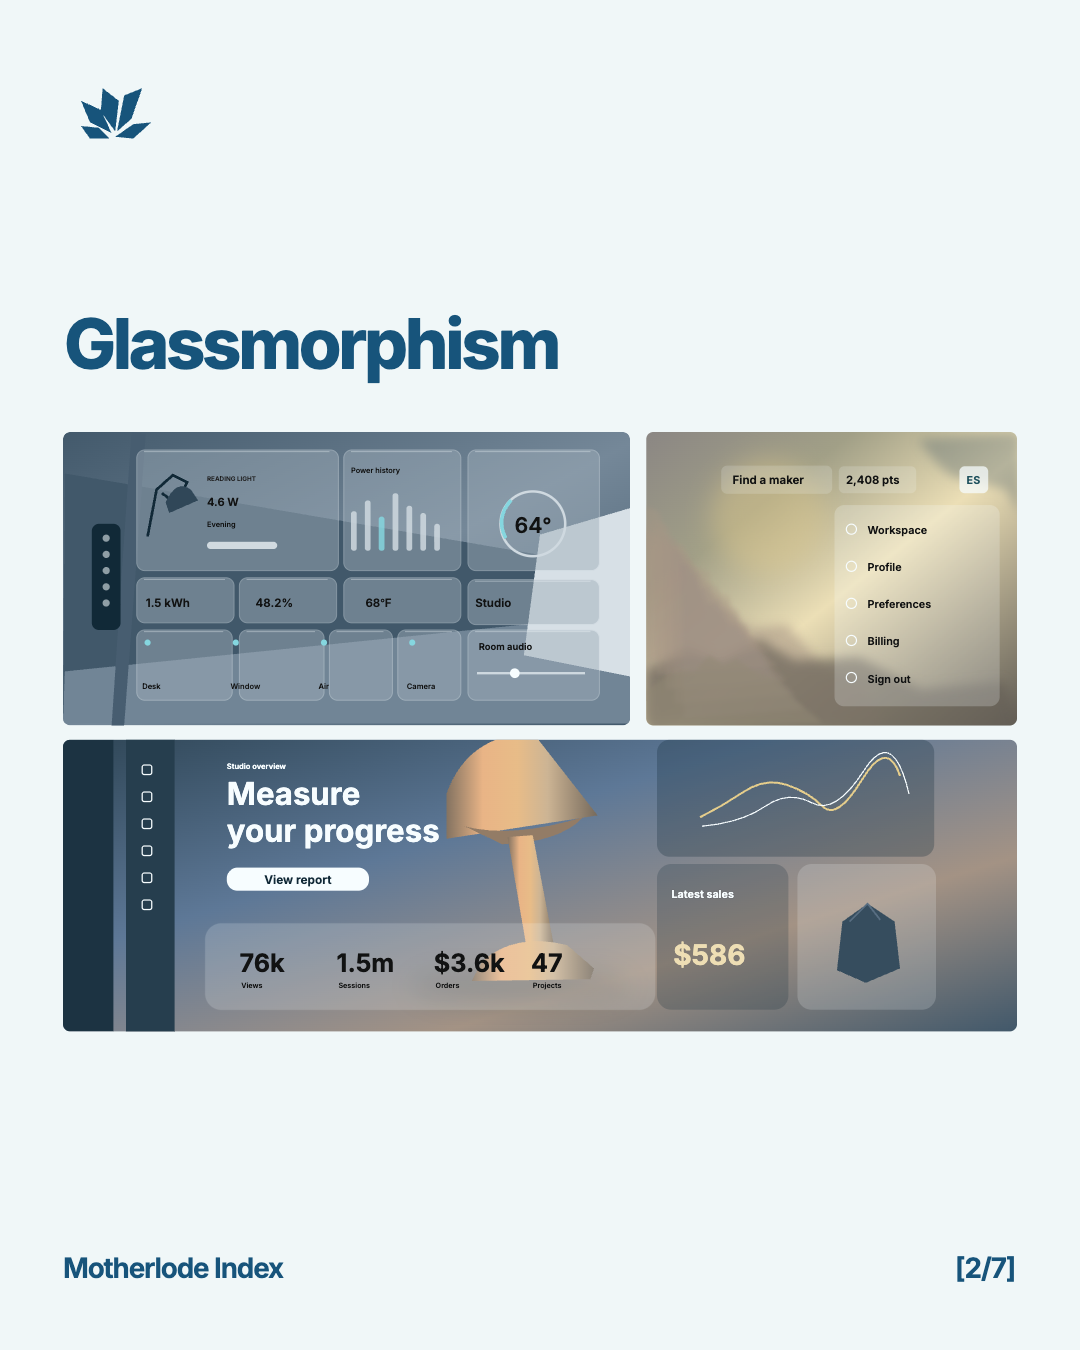 Glassmorphism
READING LIGHT
4.6 W
Evening
Power history
64°
1.5 kWh
48.2%
68°F
Studio
Desk
Window
Air
Camera
Room audio
Find a maker
2,408 pts
ES
Workspace
Profile
Preferences
Billing
Sign out
Studio overview
Measure
your progress
View report
76k
Views
1.5m
Sessions
$3.6k
Orders
47
Projects
Latest sales
$586
Motherlode Index
[2/7]